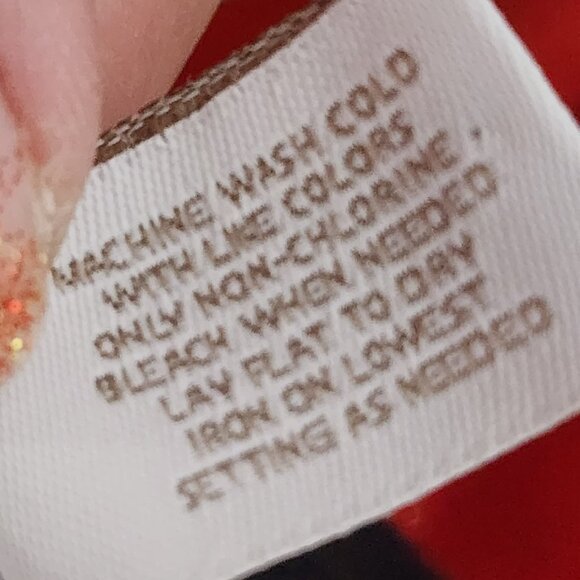 MACHINE WASH COLD
WITH LIKE COLORS
ONLY NON-CHLORINE .
BLEACH WHEN NEEDED
LAY FLAT TO DRY
IRON ON LOWEST
SETTING AS NEEDED